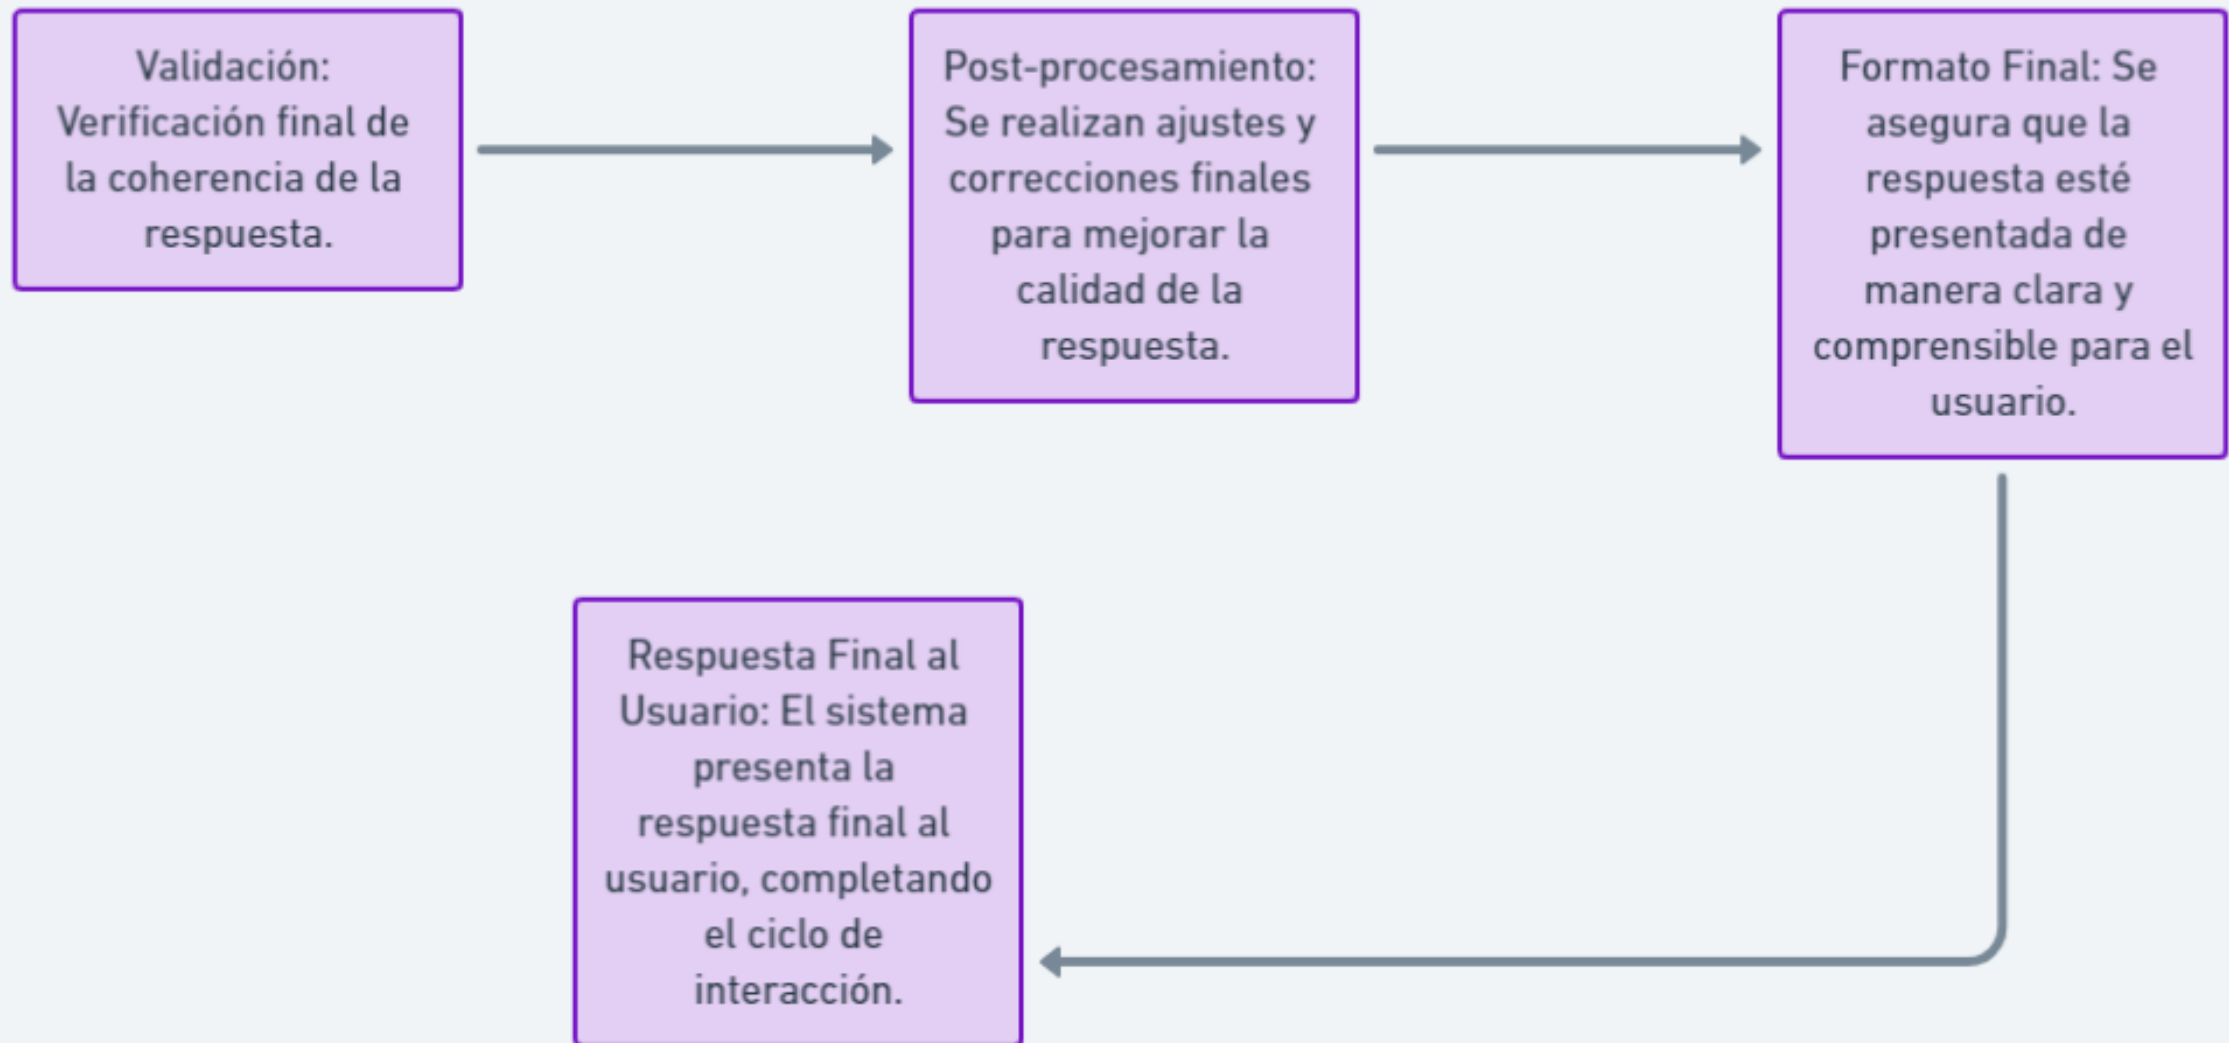 Validación:
Verificación final de
la coherencia de la
respuesta.
Post-procesamiento:
Se realizan ajustes y
correcciones finales
para mejorar la
calidad de la
respuesta.
Formato Final: Se
asegura que la
respuesta esté
presentada de
manera clara y
comprensible para el
usuario.
Respuesta Final al
Usuario: El sistema
presenta la
respuesta final al
usuario, completando
el ciclo de
interacción.